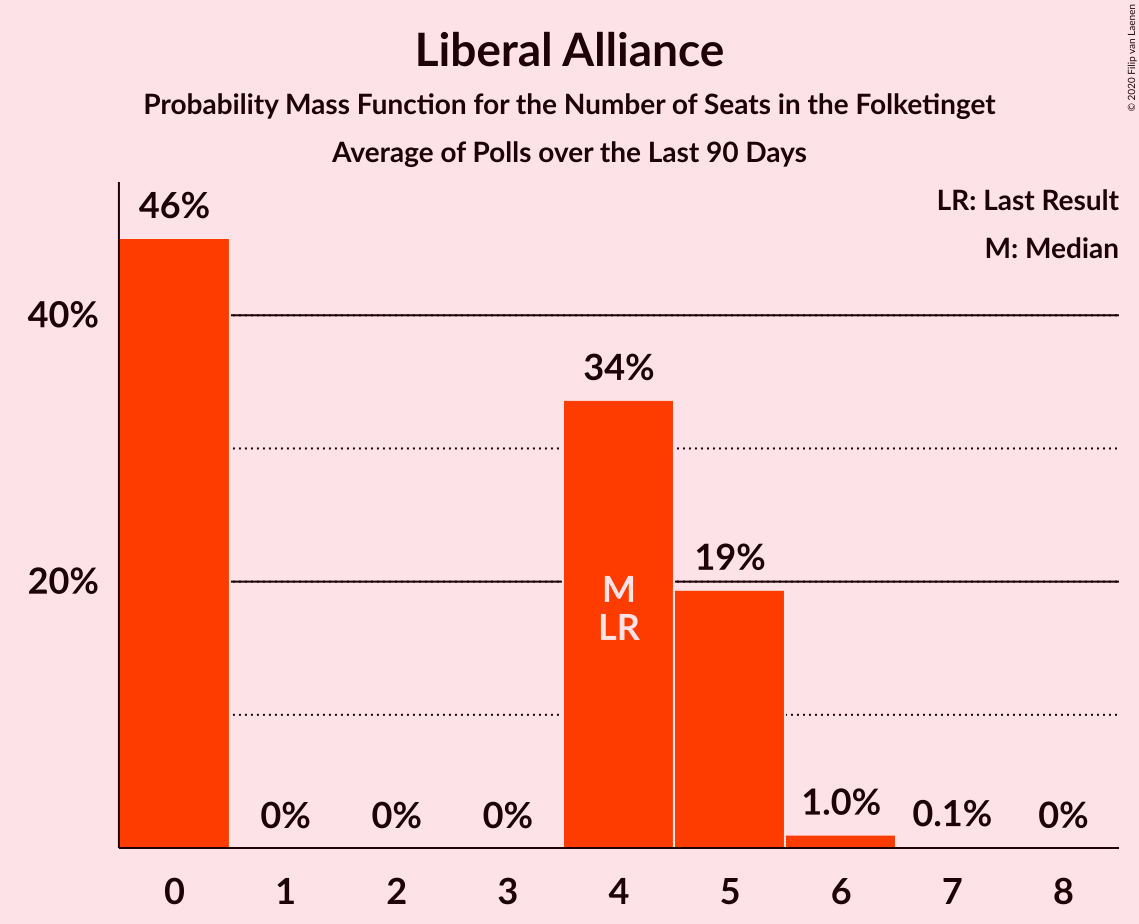 Liberal Alliance
Probability Mass Function for the Number of Seats in the Folketinget
Average of Polls over the Last 90 Days
© 2020 Filip van Laenen
LR: Last Result
M: Median
46%
40%
34%
20%
19%
M
LR
0%
0%
0%
1.0%
0.1%
0%
0
1
2
3
4
5
6
7
8